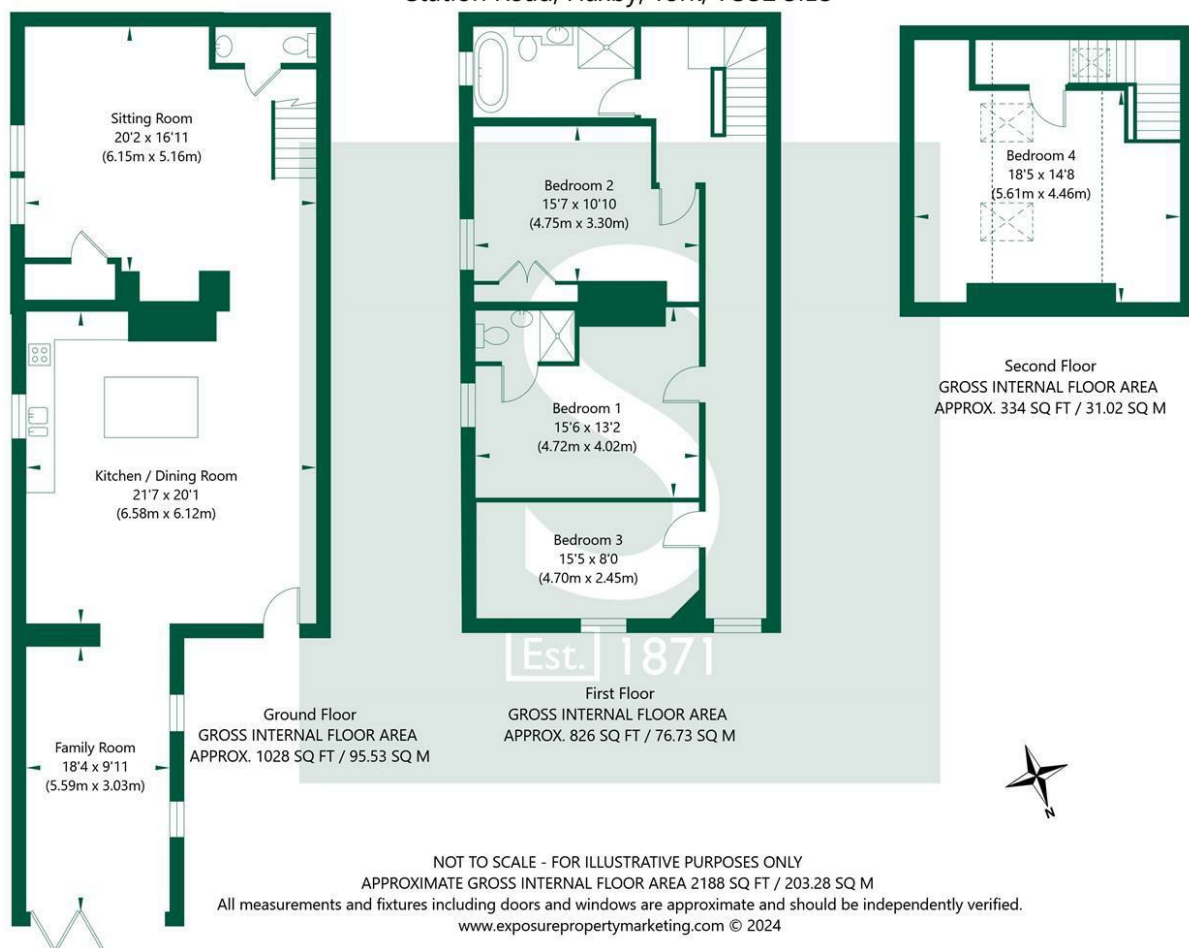 Sitting Room
20'2 x 16'11
(6.15m x 5.16m)
Kitchen / Dining Room
21'7 x 20'1
(6.58m x 6.12m)
Family Room
18'4 x 9'11
(5.59m x 3.03m)
Ground Floor
GROSS INTERNAL FLOOR AREA
APPROX. 1028 SQ FT / 95.53 SQ M
Bedroom 2
15'7 x 10'10
(4.75m x 3.30m)
Bedroom 1
15'6 x 13'2
(4.72m x 4.02m)
Bedroom 3
15'5 x 8'0
(4.70m x 2.45m)
S
Est. 1871
First Floor
GROSS INTERNAL FLOOR AREA
APPROX. 826 SQ FT / 76.73 SQ M
Bedroom 4
18'5 x 14'8
(5.61m x 4.46m)
Second Floor
GROSS INTERNAL FLOOR AREA
APPROX. 334 SQ FT / 31.02 SQ M
N
NOT TO SCALE - FOR ILLUSTRATIVE PURPOSES ONLY
APPROXIMATE GROSS INTERNAL FLOOR AREA 2188 SQ FT / 203.28 SQ M
All measurements and fixtures including doors and windows are approximate and should be independently verified.
www.exposurepropertymarketing.com © 2024